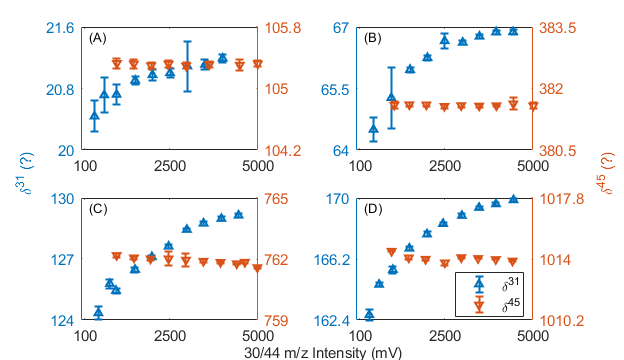 21.6
20.8
20
(A)
105.8
105
104.2
100 2500 5000
67
65.5
64
(B)
383.5
382
380.5
100 2500 5000
δ31 (?)
δ45 (?)
130
127
124
(C)
765
762
759
100 2500 5000
170
166.2
162.4
(D)
1017.8
1014
1010.2
δ31
δ45
100 2500 5000
30/44 m/z Intensity (mV)